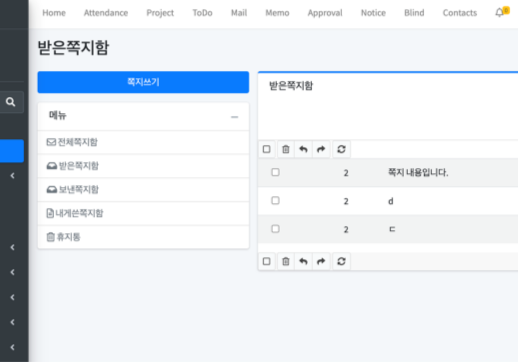 Home Attendance Project ToDo Mail Memo Approval Notice Blind Contacts
받은쪽지함
쪽지쓰기
메뉴
전체쪽지함
받은쪽지함
보낸쪽지함
내게쓴쪽지함
휴지통
받은쪽지함
2 쪽지 내용입니다.
2 d
2 ㄷ